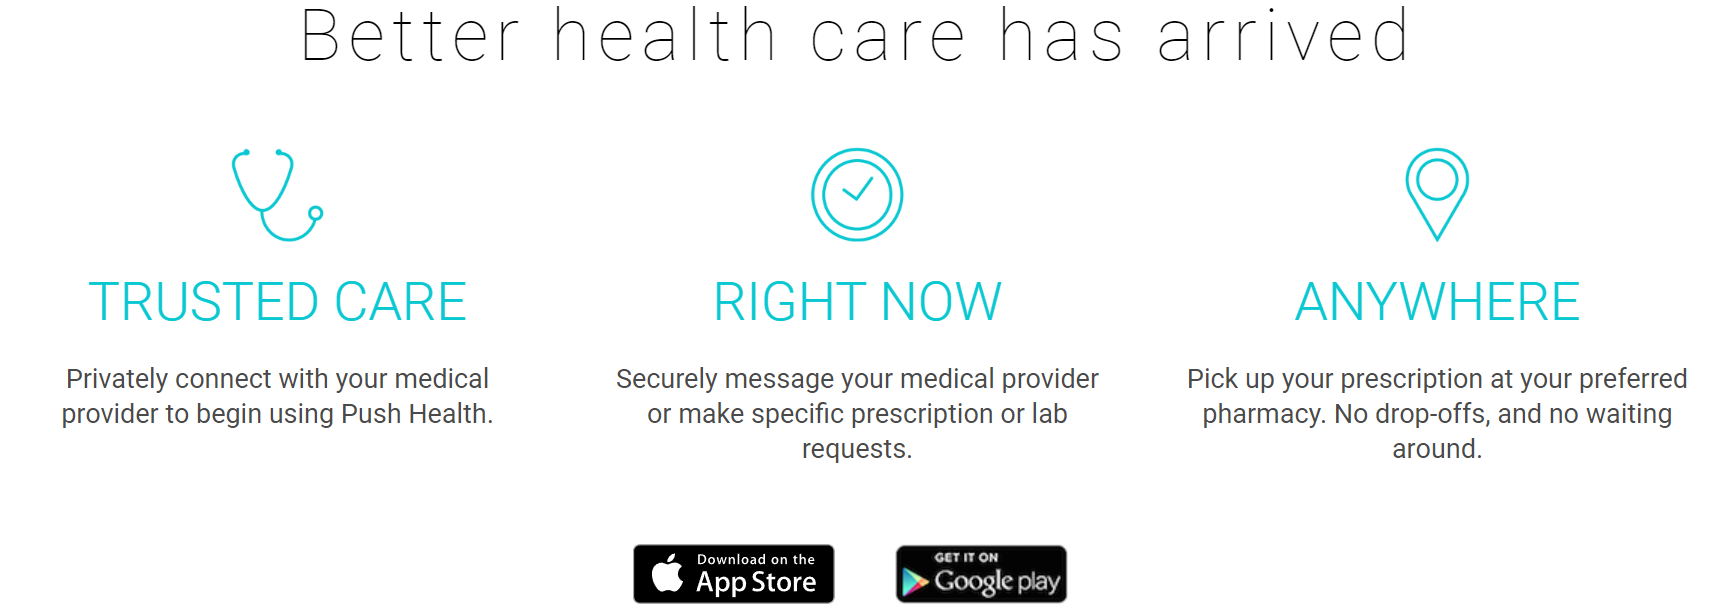 Better health care has arrived
TRUSTED CARE
Privately connect with your medical
provider to begin using Push Health.
RIGHT NOW
Securely message your medical provider
or make specific prescription or lab
requests.
ANYWHERE
Pick up your prescription at your preferred
pharmacy. No drop-offs, and no waiting
around.
Download on the
App Store
GET IT ON
Google play